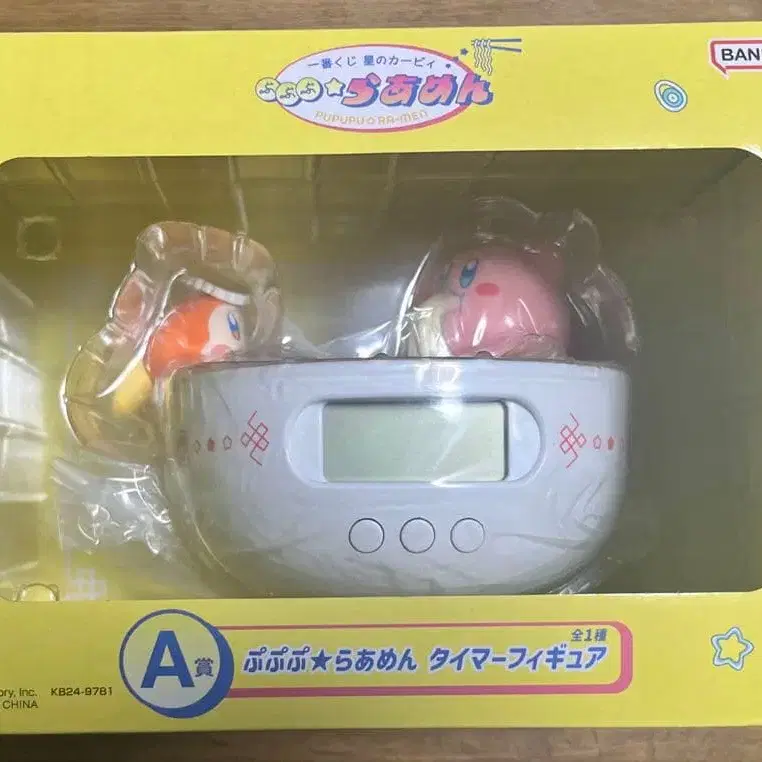 一番くじ 星のカービィ
ぷぷぷ☆らあめん
PUPUPU☆RA-MEN
BAN
A賞
ぷぷぷ★らあめん タイマーフィギュア
全1種
ory, Inc. KB24-9781
CHINA